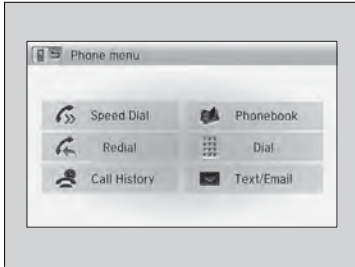 Phone menu
Speed Dial
Phonebook
Redial
Dial
Call History
Text/Email